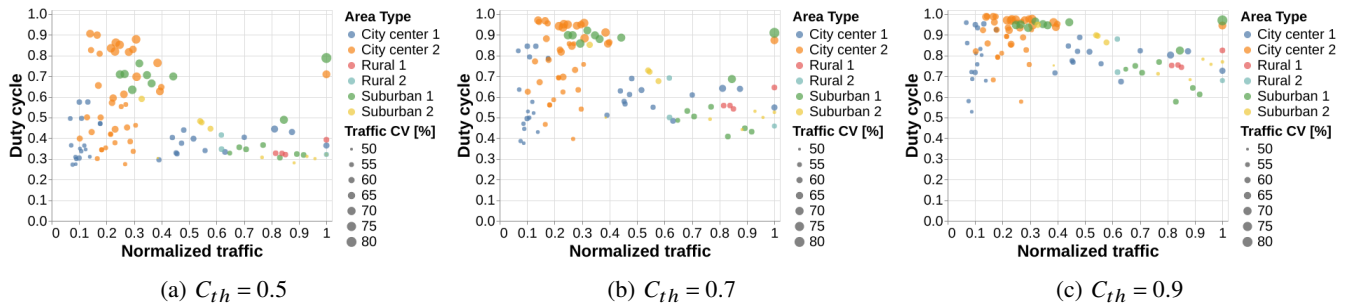 Duty cycle
1.0
0.9
0.8
0.7
0.6
0.5
0.4
0.3
0.2
0.1
0.0
0 0.1 0.2 0.3 0.4 0.5 0.6 0.7 0.8 0.9 1
Normalized traffic
Area Type
City center 1
City center 2
Rural 1
Rural 2
Suburban 1
Suburban 2
Traffic CV [%]
50
55
60
65
70
75
80
(a) C_th = 0.5
Duty cycle
1.0
0.9
0.8
0.7
0.6
0.5
0.4
0.3
0.2
0.1
0.0
0 0.1 0.2 0.3 0.4 0.5 0.6 0.7 0.8 0.9 1
Normalized traffic
Area Type
City center 1
City center 2
Rural 1
Rural 2
Suburban 1
Suburban 2
Traffic CV [%]
50
55
60
65
70
75
80
(b) C_th = 0.7
Duty cycle
1.0
0.9
0.8
0.7
0.6
0.5
0.4
0.3
0.2
0.1
0.0
0 0.1 0.2 0.3 0.4 0.5 0.6 0.7 0.8 0.9 1
Normalized traffic
Area Type
City center 1
City center 2
Rural 1
Rural 2
Suburban 1
Suburban 2
Traffic CV [%]
50
55
60
65
70
75
80
(c) C_th = 0.9